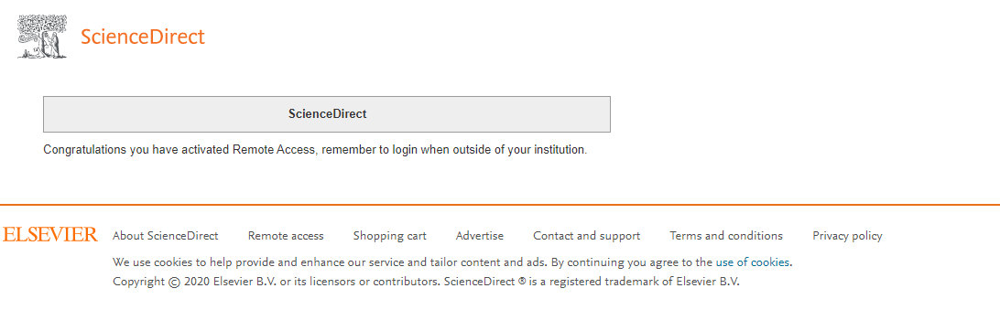 ScienceDirect
ScienceDirect
Congratulations you have activated Remote Access, remember to login when outside of your institution.
ELSEVIER
About ScienceDirect Remote access Shopping cart Advertise Contact and support Terms and conditions Privacy policy
We use cookies to help provide and enhance our service and tailor content and ads. By continuing you agree to the use of cookies.
Copyright © 2020 Elsevier B.V. or its licensors or contributors. ScienceDirect ® is a registered trademark of Elsevier B.V.